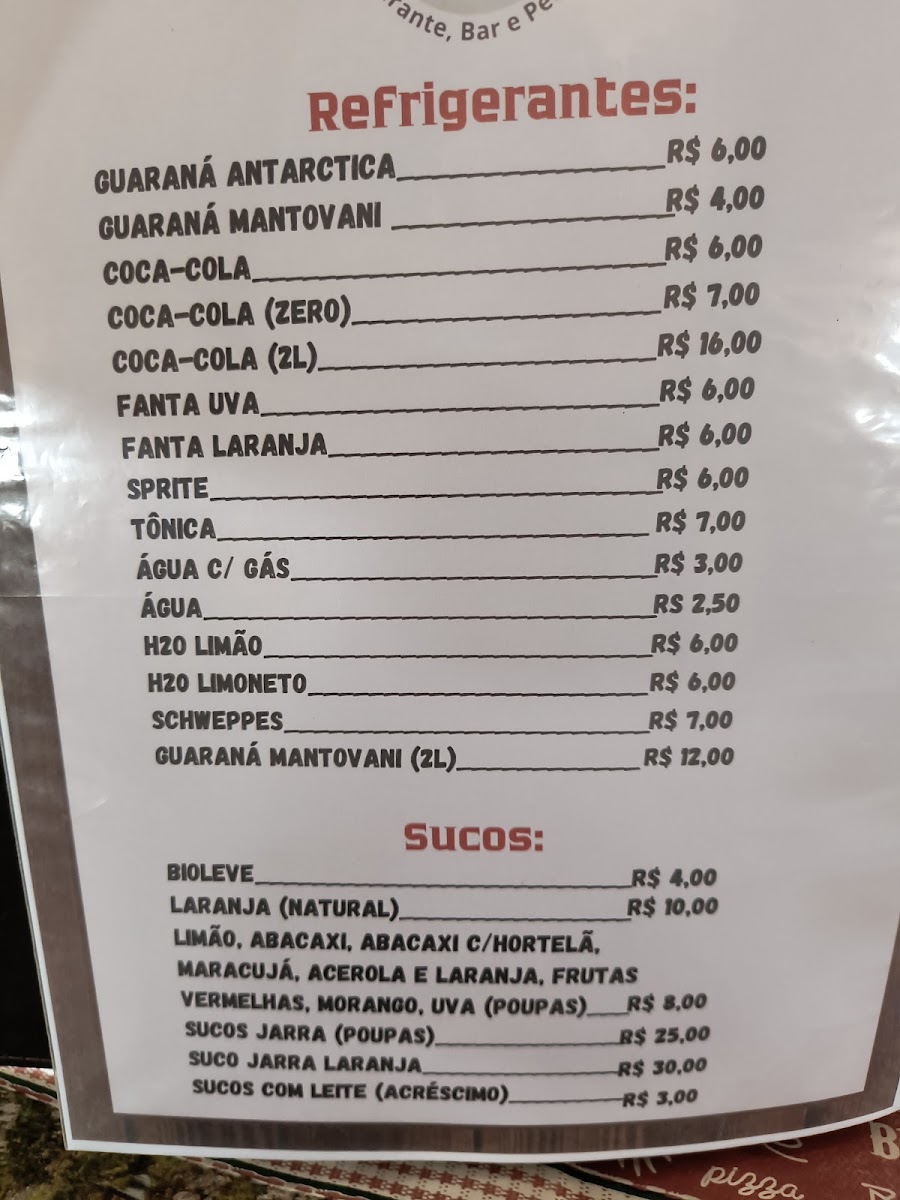 Bar e
Refrigerantes:
GUARANÁ ANTARCTICA R$ 6,00
GUARANÁ MANTOVANI R$ 4,00
COCA-COLA R$ 6,00
COCA-COLA (ZERO) R$ 7,00
COCA-COLA (2L) R$ 16,00
FANTA UVA R$ 6,00
FANTA LARANJA R$ 6,00
SPRITE R$ 6,00
TÔNICA R$ 7,00
ÁGUA C/ GÁS R$ 3,00
ÁGUA RS 2,50
H2O LIMÃO R$ 6,00
H2O LIMONETO R$ 6,00
SCHWEPPES R$ 7,00
GUARANÁ MANTOVANI (2L) R$ 12,00
Sucos:
BIOLEVE R$ 4,00
LARANJA (NATURAL) R$ 10,00
LIMÃO, ABACAXI, ABACAXI C/HORTELÃ,
MARACUJÁ, ACEROLA E LARANJA, FRUTAS
VERMELHAS, MORANGO, UVA (POUPAS) R$ 8,00
SUCOS JARRA (POUPAS) R$ 25,00
SUCO JARRA LARANJA R$ 30,00
SUCOS COM LEITE (ACRÉSCIMO) R$ 3,00
pizza